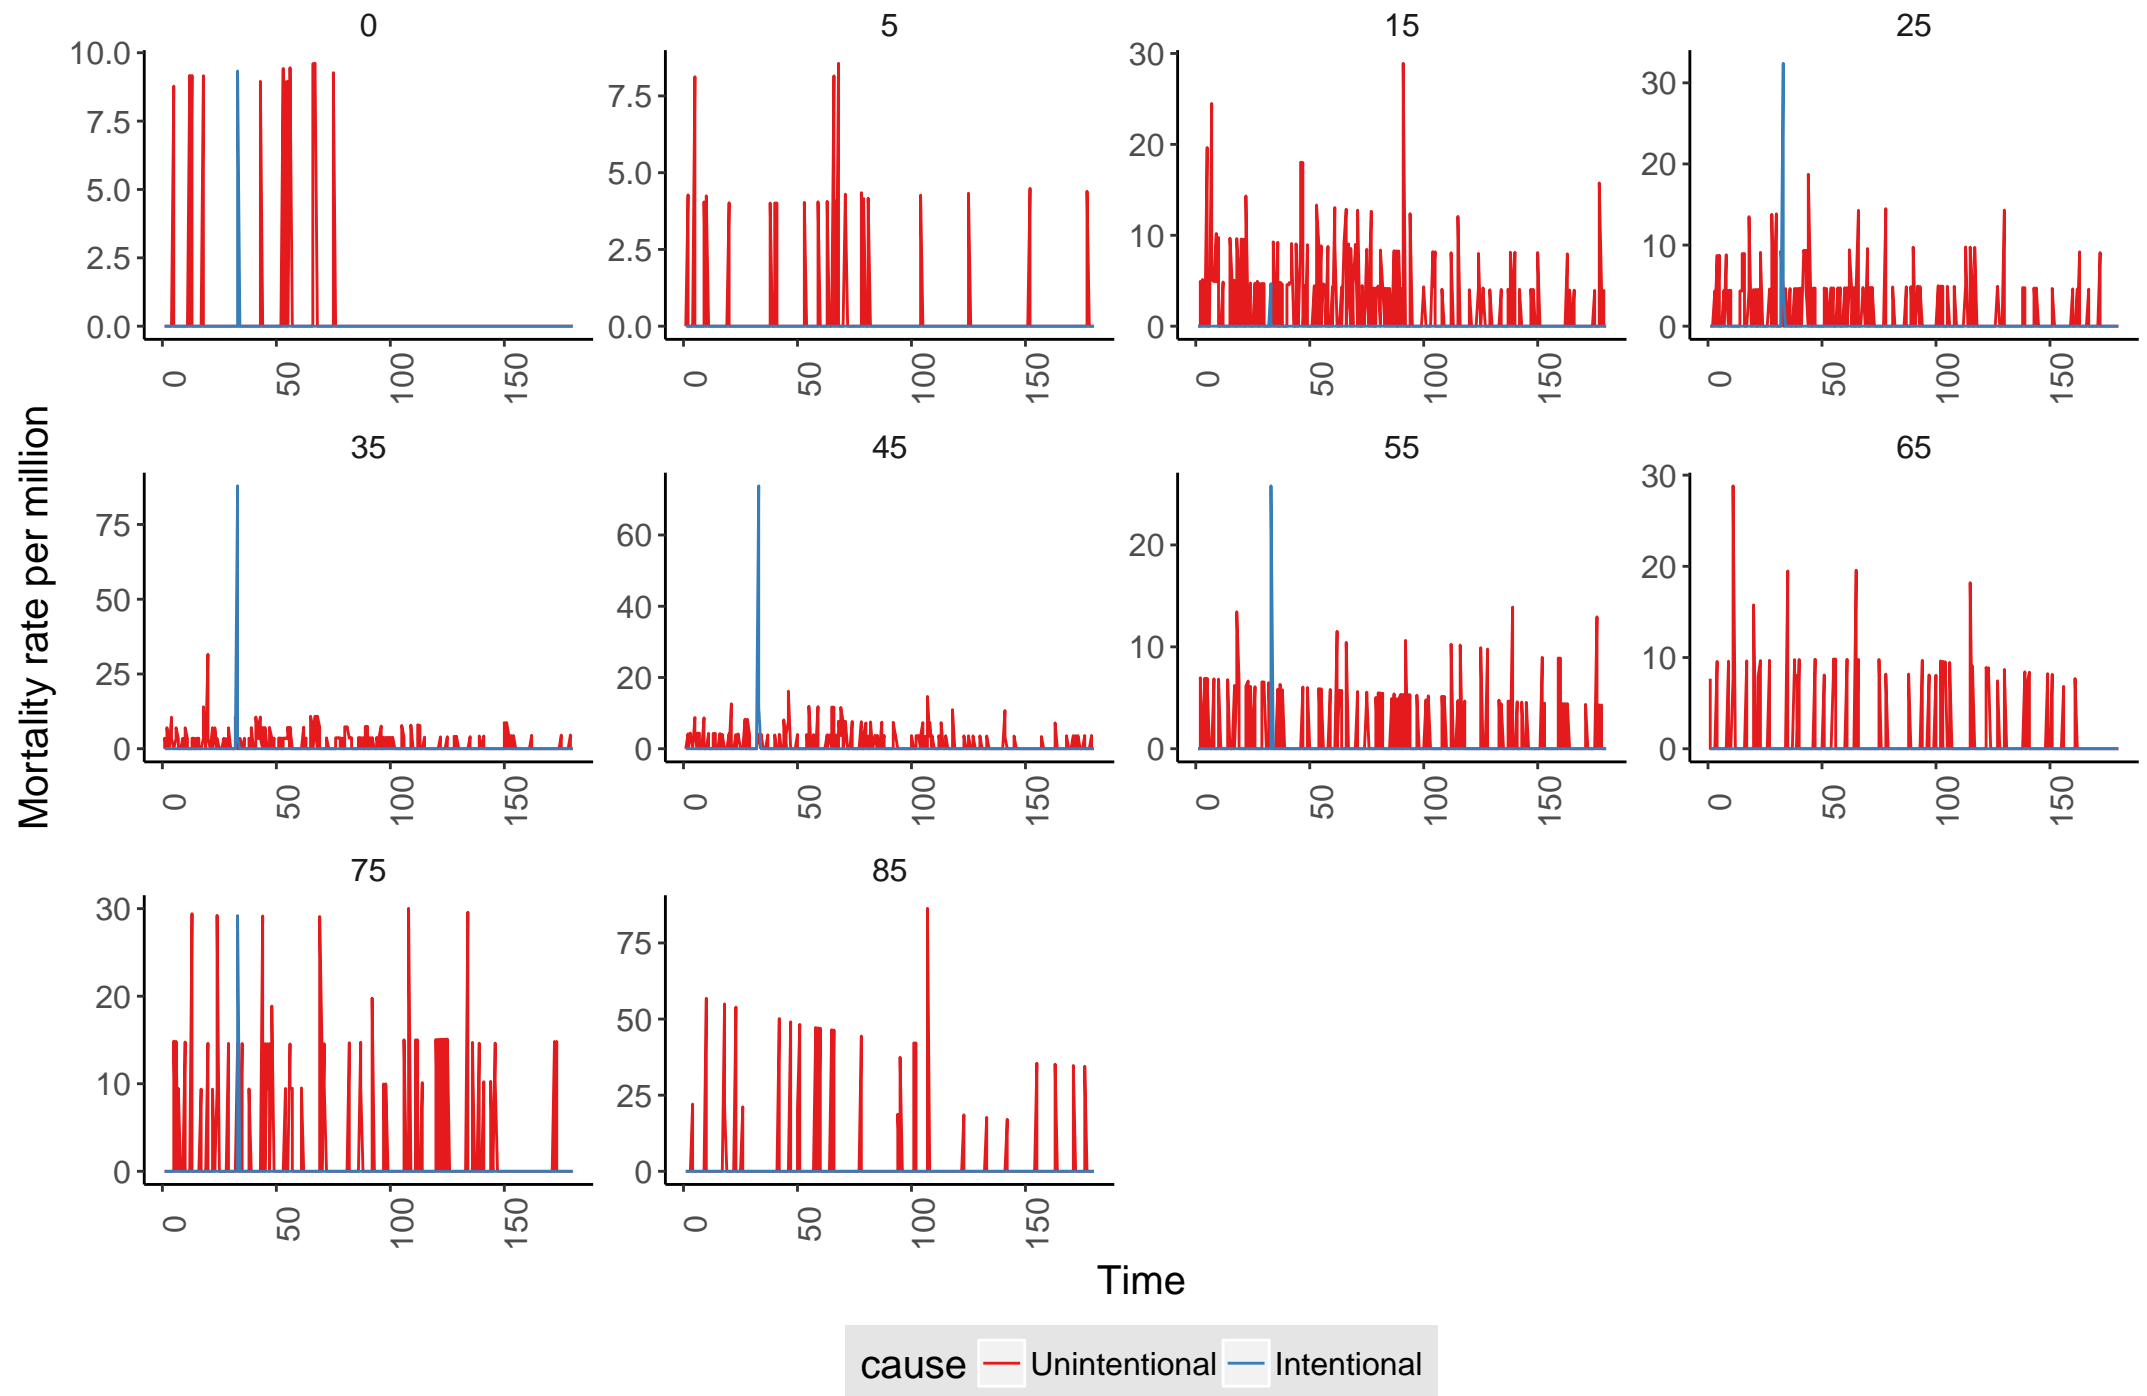 0 5 15 25
10.0 7.5 5.0 2.5 0.0
7.5 5.0 2.5 0.0
30 20 10 0
30 20 10 0
0 50 100 150
0 50 100 150
0 50 100 150
0 50 100 150
Mortality rate per million
35 45 55 65
75 50 25 0
60 40 20 0
20 10 0
30 20 10 0
0 50 100 150
0 50 100 150
0 50 100 150
0 50 100 150
75 85
30 20 10 0
75 50 25 0
0 50 100 150
0 50 100 150
Time
cause Unintentional Intentional